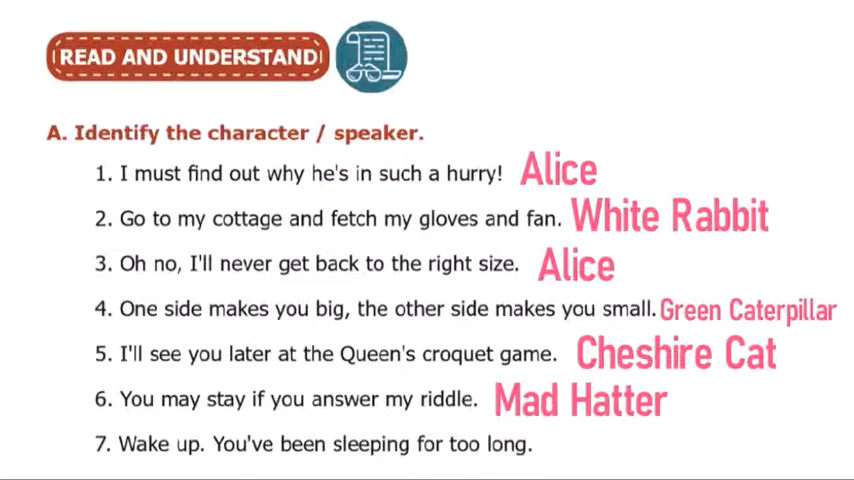 READ AND UNDERSTAND
A. Identify the character / speaker.
1. I must find out why he's in such a hurry! Alice
2. Go to my cottage and fetch my gloves and fan. White Rabbit
3. Oh no, I'll never get back to the right size. Alice
4. One side makes you big, the other side makes you small. Green Caterpillar
5. I'll see you later at the Queen's croquet game. Cheshire Cat
6. You may stay if you answer my riddle. Mad Hatter
7. Wake up. You've been sleeping for too long.